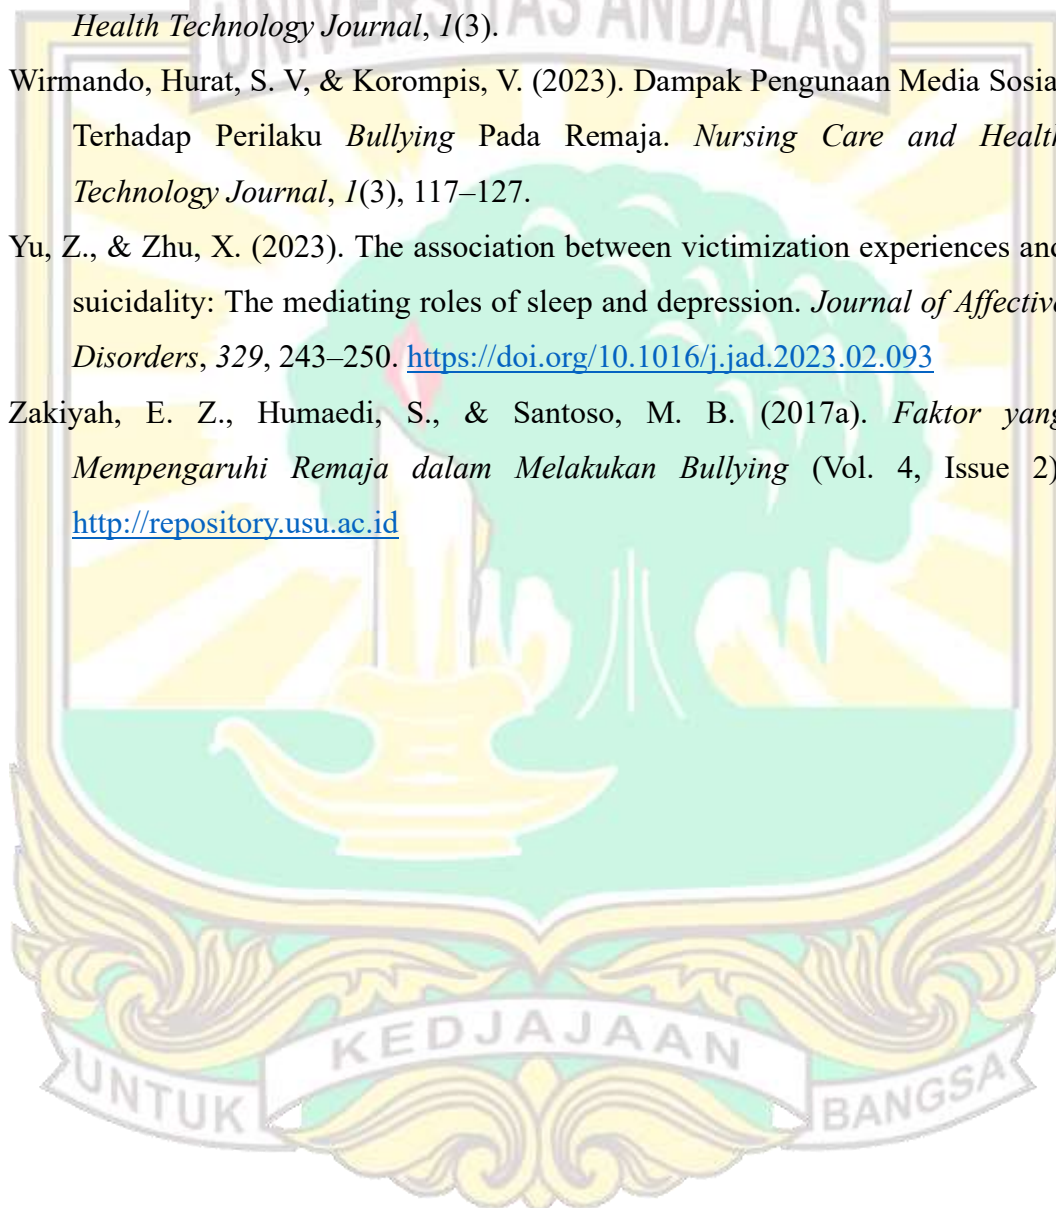 UNIVERSITAS ANDALAS
Health Technology Journal, 1(3).
Wirmando, Hurat, S. V, & Korompis, V. (2023). Dampak Pengunaan Media Sosia
Terhadap Perilaku Bullying Pada Remaja. Nursing Care and Health
Technology Journal, 1(3), 117–127.
Yu, Z., & Zhu, X. (2023). The association between victimization experiences and
suicidality: The mediating roles of sleep and depression. Journal of Affective
Disorders, 329, 243–250. https://doi.org/10.1016/j.jad.2023.02.093
Zakiyah, E. Z., Humaedi, S., & Santoso, M. B. (2017a). Faktor yang
Mempengaruhi Remaja dalam Melakukan Bullying (Vol. 4, Issue 2)
http://repository.usu.ac.id
UNTUK KEDJAJAAN BANGSA